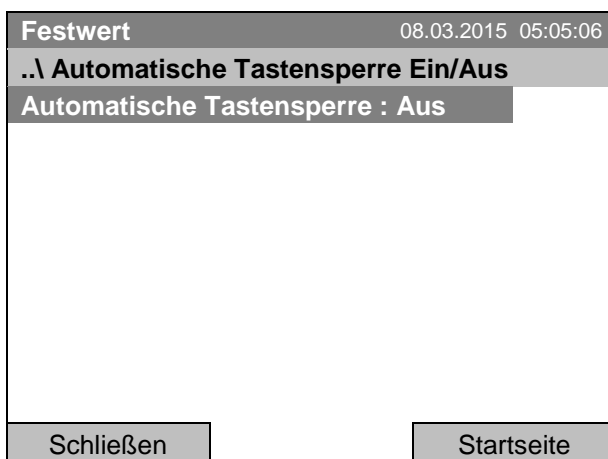 Festwert 08.03.2015 05:05:06
..\ Automatische Tastensperre Ein/Aus
Automatische Tastensperre : Aus
Schließen Startseite